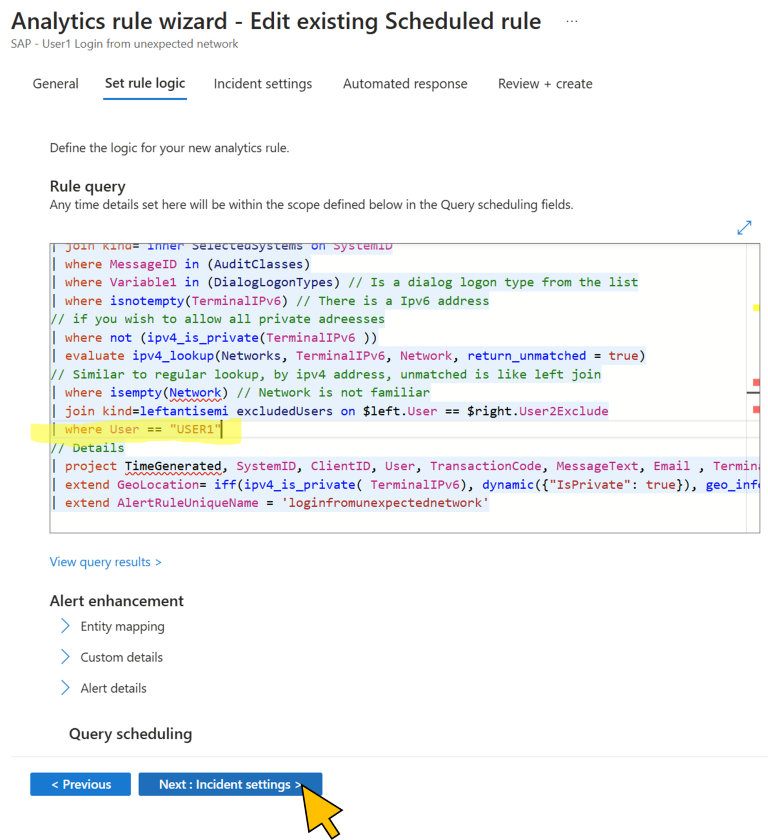 Analytics rule wizard - Edit existing Scheduled rule ...
SAP - User1 Login from unexpected network
General Set rule logic Incident settings Automated response Review + create
Define the logic for your new analytics rule.
Rule query
Any time details set here will be within the scope defined below in the Query scheduling fields.
| join kind= inner SelectedSystems on SystemID
| where MessageID in (AuditClasses)
| where Variable1 in (DialogLogonTypes) // Is a dialog logon type from the list
| where isnotempty(TerminalIPv6) // There is a Ipv6 address
// if you wish to allow all private adreesses
| where not (ipv4_is_private(TerminalIPv6 ))
| evaluate ipv4_lookup(Networks, TerminalIPv6, Network, return_unmatched = true)
// Similar to regular lookup, by ipv4 address, unmatched is like left join
| where isempty(Network) // Network is not familiar
| join kind=leftantisemi excludedUsers on $left.User == $right.User2Exclude
| where User == "USER1"
// Details
| project TimeGenerated, SystemID, ClientID, User, TransactionCode, MessageText, Email , Termina
| extend GeoLocation= iff(ipv4_is_private( TerminalIPv6), dynamic({"IsPrivate": true}), geo_info
| extend AlertRuleUniqueName = 'loginfromunexpectednetwork'
View query results >
Alert enhancement
Entity mapping
Custom details
Alert details
Query scheduling
< Previous Next : Incident settings >